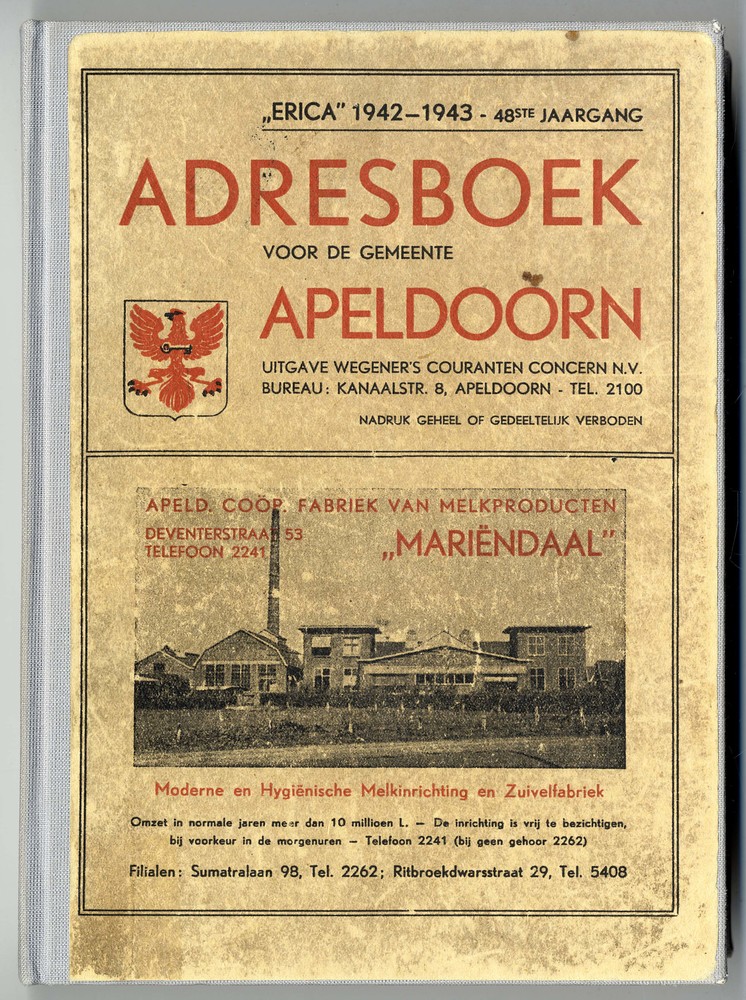 „ERICA” 1942–1943 - 48STE JAARGANG
ADRESBOEK
VOOR DE GEMEENTE
APELDOORN
UITGAVE WEGENER'S COURANTEN CONCERN N.V.
BUREAU: KANAALSTR. 8, APELDOORN - TEL. 2100
NADRUK GEHEEL OF GEDEELTELIJK VERBODEN
APELD. COÖP. FABRIEK VAN MELKPRODUCTEN
DEVENTERSTRAAT 53
TELEFOON 2241
„MARIËNDAAL”
Moderne en Hygiënische Melkinrichting en Zuivelfabriek
Omzet in normale jaren meer dan 10 millioen L. — De inrichting is vrij te bezichtigen,
bij voorkeur in de morgenuren — Telefoon 2241 (bij geen gehoor 2262)
Filialen: Sumatralaan 98, Tel. 2262; Ritbroekdwarsstraat 29, Tel. 5408